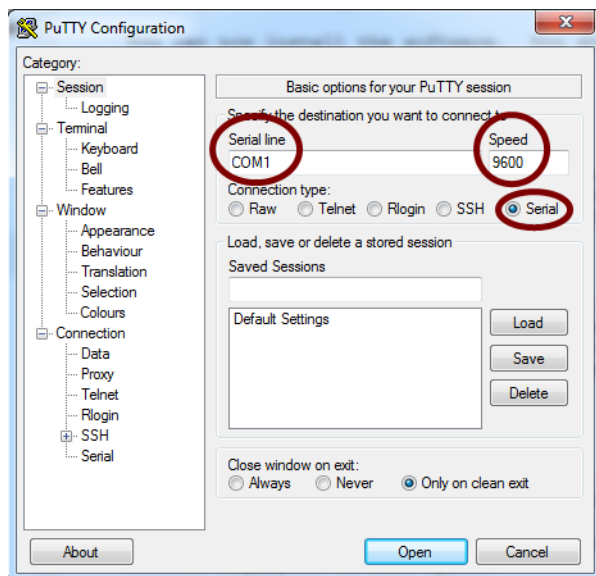 PuTTY Configuration
Category:
Session
Logging
Terminal
Keyboard
Bell
Features
Window
Appearance
Behaviour
Translation
Selection
Colours
Connection
Data
Proxy
Telnet
Rlogin
SSH
Serial
Basic options for your PuTTY session
Specify the destination you want to connect to
Serial line Speed
COM1 9600
Connection type:
Raw Telnet Rlogin SSH Serial
Load, save or delete a stored session
Saved Sessions
Default Settings
Load
Save
Delete
Close window on exit:
Always Never Only on clean exit
About Open Cancel